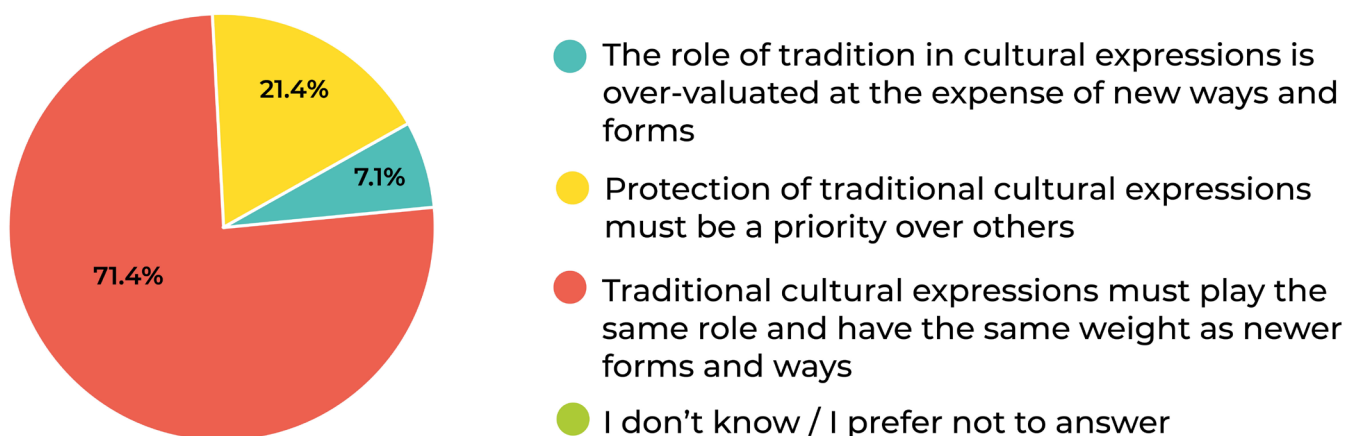 21.4%
7.1%
71.4%
The role of tradition in cultural expressions is
over-valuated at the expense of new ways and
forms
Protection of traditional cultural expressions
must be a priority over others
Traditional cultural expressions must play the
same role and have the same weight as newer
forms and ways
I don’t know / I prefer not to answer